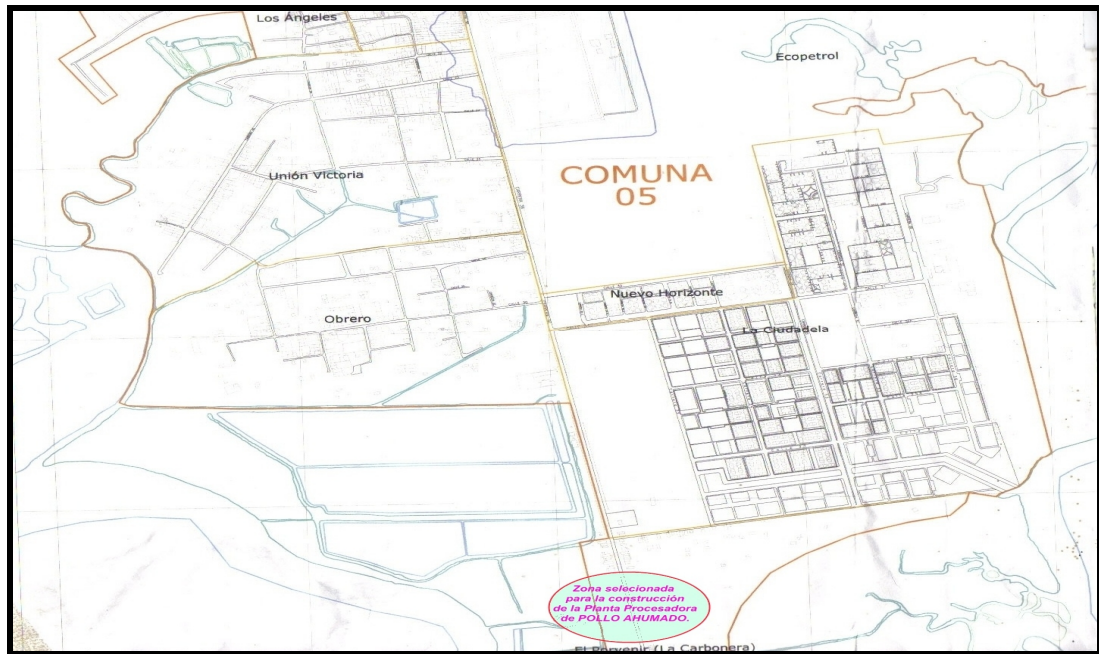 Los Ángeles
Ecopetrol
COMUNA
05
Unión Victoria
Nuevo Horizonte
Obrero
La Ciudadela
Zona selecionada
para la construcción
de la Planta Procesadora
de POLLO AHUMADO.
El Porvenir (La Carbonera)